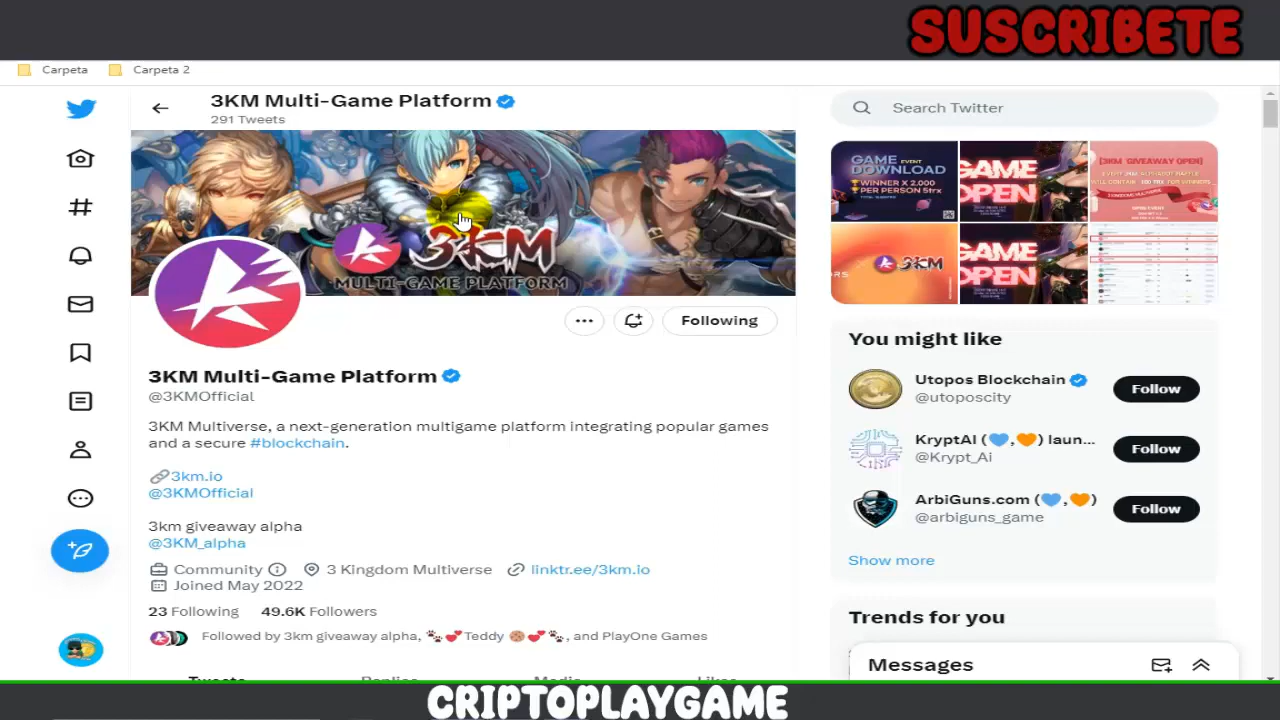 SUSCRIBETE
Carpeta
Carpeta 2
3KM Multi-Game Platform
291 Tweets
Search Twitter
GAME EVENT
DOWNLOAD
WINNER X 2.000
PER PERSON 5trx
GAME
OPEN
[3KM GIVEAWAY OPEN]
3KM
GAME
OPEN
3KM
MULTI-GAME PLATFORM
Following
3KM Multi-Game Platform
@3KMOfficial
3KM Multiverse, a next-generation multigame platform integrating popular games
and a secure #blockchain.
3km.io
@3KMOfficial
3km giveaway alpha
@3KM_alpha
Community
3 Kingdom Multiverse
linktr.ee/3km.io
Joined May 2022
23 Following
49.6K Followers
Followed by 3km giveaway alpha, 🐾💕Teddy 🍪💕🐾, and PlayOne Games
You might like
Utopos Blockchain
@utoposcity
Follow
KryptAI (💙,🧡) laun...
@Krypt_Ai
Follow
ArbiGuns.com (💙,🧡)
@arbiguns_game
Follow
Show more
Trends for you
Messages
Tweets
Replies
Media
Likes
CRIPTOPLAYGAME